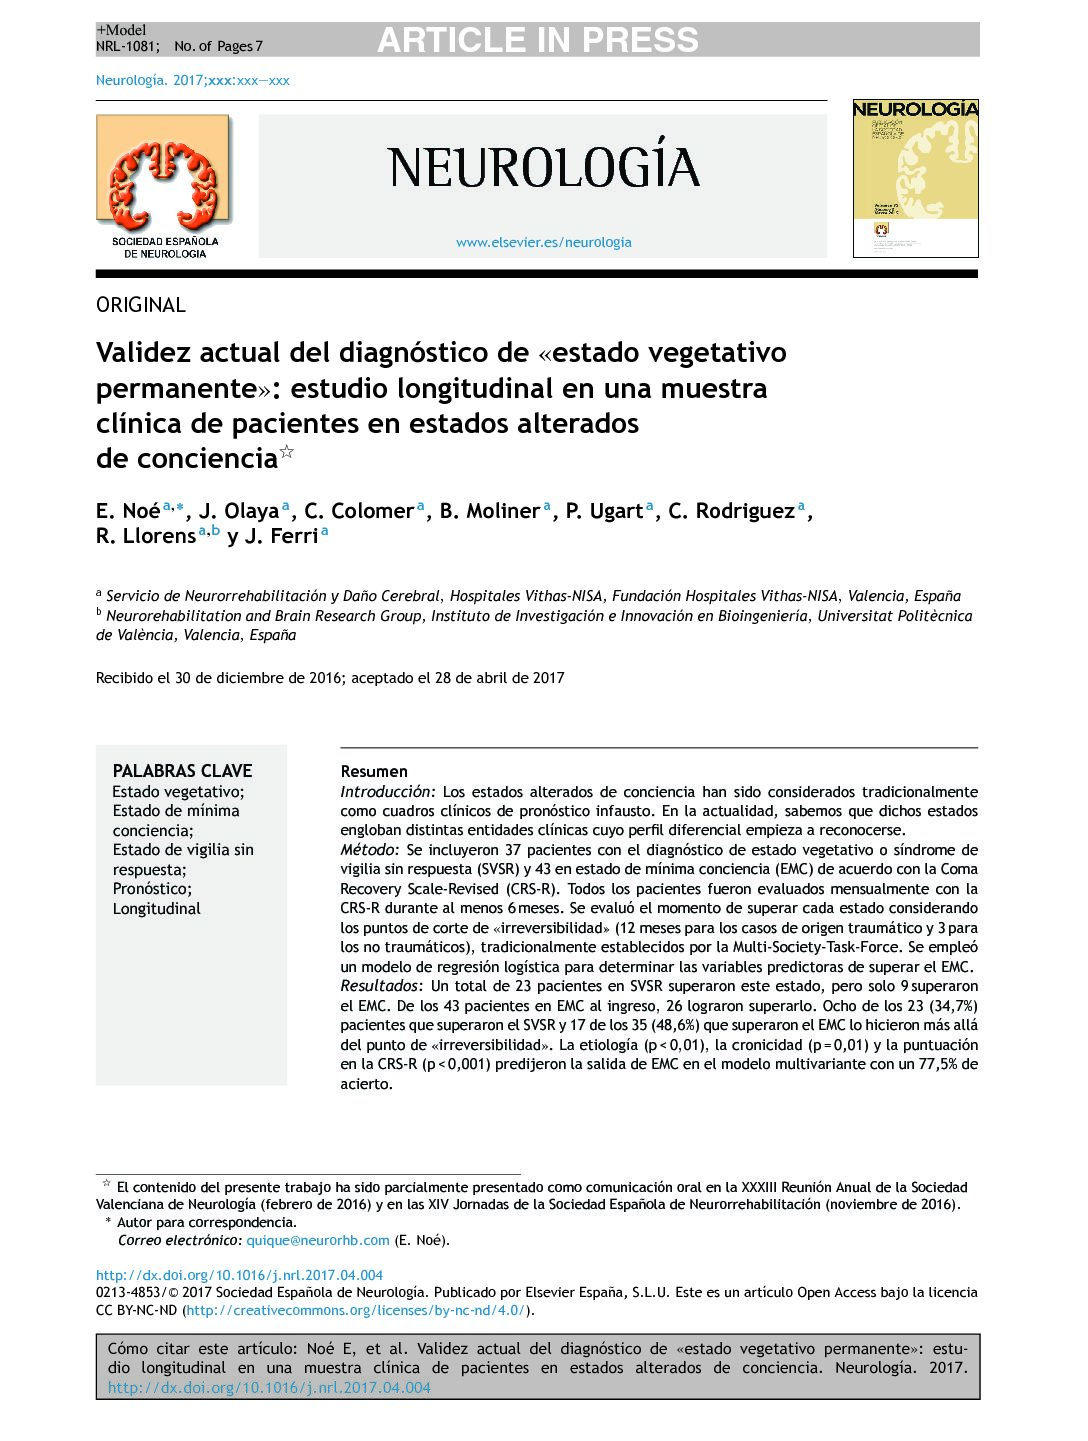 +Model
NRL-1081; No. of Pages 7
ARTICLE IN PRESS
Neurología. 2017;xxx:xxx—xxx
SOCIEDAD ESPAÑOLA
DE NEUROLOGÍA
NEUROLOGÍA
www.elsevier.es/neurologia
NEUROLOGÍA
ORIGINAL
Validez actual del diagnóstico de «estado vegetativo
permanente»: estudio longitudinal en una muestra
clínica de pacientes en estados alterados
de conciencia☆
E. Noé a,*, J. Olaya a, C. Colomer a, B. Moliner a, P. Ugart a, C. Rodriguez a,
R. Llorens a,b y J. Ferri a
a Servicio de Neurorrehabilitación y Daño Cerebral, Hospitales Vithas-NISA, Fundación Hospitales Vithas-NISA, Valencia, España
b Neurorehabilitation and Brain Research Group, Instituto de Investigación e Innovación en Bioingeniería, Universitat Politècnica
de València, Valencia, España
Recibido el 30 de diciembre de 2016; aceptado el 28 de abril de 2017
PALABRAS CLAVE
Estado vegetativo;
Estado de mínima
conciencia;
Estado de vigilia sin
respuesta;
Pronóstico;
Longitudinal
Resumen
Introducción: Los estados alterados de conciencia han sido considerados tradicionalmente
como cuadros clínicos de pronóstico infausto. En la actualidad, sabemos que dichos estados
engloban distintas entidades clínicas cuyo perfil diferencial empieza a reconocerse.
Método: Se incluyeron 37 pacientes con el diagnóstico de estado vegetativo o síndrome de
vigilia sin respuesta (SVSR) y 43 en estado de mínima conciencia (EMC) de acuerdo con la Coma
Recovery Scale-Revised (CRS-R). Todos los pacientes fueron evaluados mensualmente con la
CRS-R durante al menos 6 meses. Se evaluó el momento de superar cada estado considerando
los puntos de corte de «irreversibilidad» (12 meses para los casos de origen traumático y 3 para
los no traumáticos), tradicionalmente establecidos por la Multi-Society-Task-Force. Se empleó
un modelo de regresión logística para determinar las variables predictoras de superar el EMC.
Resultados: Un total de 23 pacientes en SVSR superaron este estado, pero solo 9 superaron
el EMC. De los 43 pacientes en EMC al ingreso, 26 lograron superarlo. Ocho de los 23 (34,7%)
pacientes que superaron el SVSR y 17 de los 35 (48,6%) que superaron el EMC lo hicieron más allá
del punto de «irreversibilidad». La etiología (p < 0,01), la cronicidad (p = 0,01) y la puntuación
en la CRS-R (p < 0,001) predijeron la salida de EMC en el modelo multivariante con un 77,5% de
acierto.
☆ El contenido del presente trabajo ha sido parcialmente presentado como comunicación oral en la XXXIII Reunión Anual de la Sociedad
Valenciana de Neurología (febrero de 2016) y en las XIV Jornadas de la Sociedad Española de Neurorrehabilitación (noviembre de 2016).
* Autor para correspondencia.
Correo electrónico: quique@neurorhb.com (E. Noé).
http://dx.doi.org/10.1016/j.nrl.2017.04.004
0213-4853/© 2017 Sociedad Española de Neurología. Publicado por Elsevier España, S.L.U. Este es un artículo Open Access bajo la licencia
CC BY-NC-ND (http://creativecommons.org/licenses/by-nc-nd/4.0/).
Cómo citar este artículo: Noé E, et al. Validez actual del diagnóstico de «estado vegetativo permanente»: estu-
dio longitudinal en una muestra clínica de pacientes en estados alterados de conciencia. Neurología. 2017.
http://dx.doi.org/10.1016/j.nrl.2017.04.004